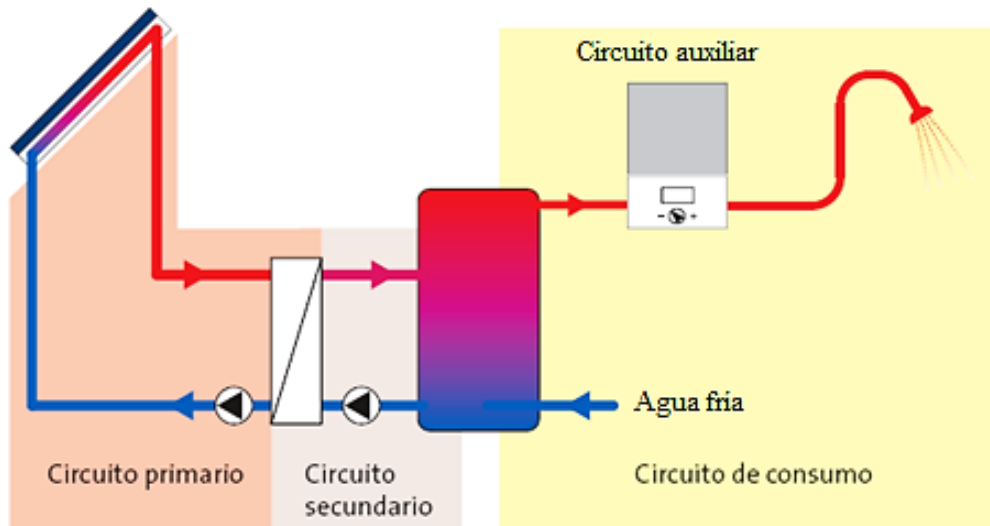 Circuito auxiliar
- +
Agua fria
Circuito primario
Circuito
secundario
Circuito de consumo